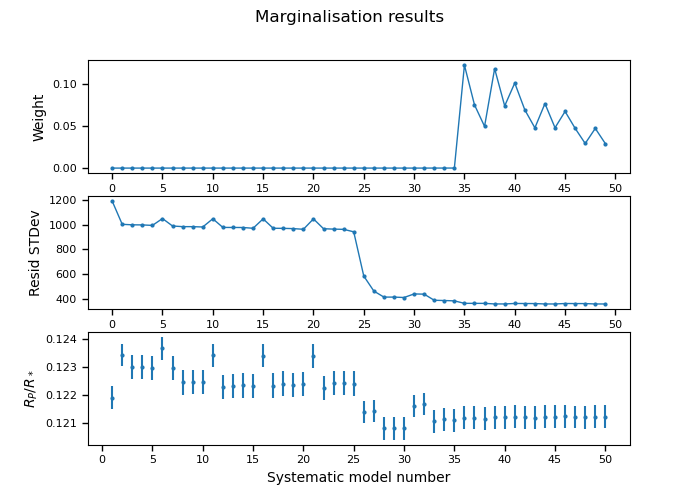 Marginalisation results
0.10
0.05
0.00
Weight
0 5 10 15 20 25 30 35 40 45 50
1200
1000
800
600
400
Resid STDev
0 5 10 15 20 25 30 35 40 45 50
0.124
0.123
0.122
0.121
R_P/R_*
0 5 10 15 20 25 30 35 40 45 50
Systematic model number